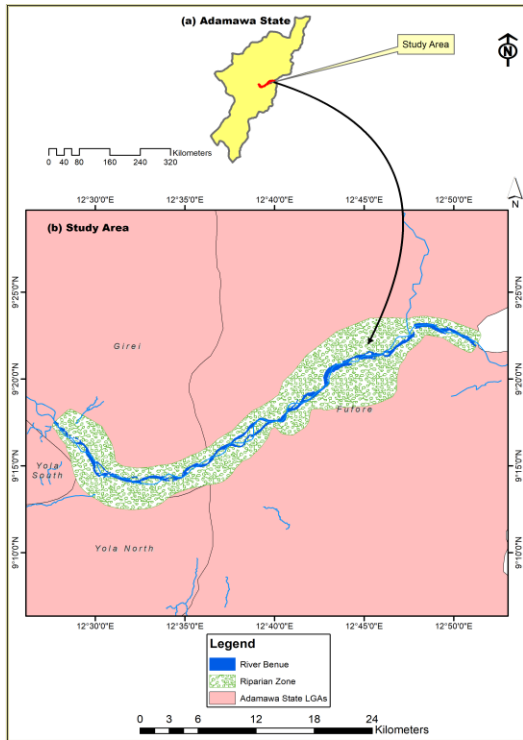 (a) Adamawa State
Study Area
N
Kilometers
0 40 80 160 240 320
N
12°30'0"E 12°35'0"E 12°40'0"E 12°45'0"E 12°50'0"E
(b) Study Area
9°25'0"N 9°25'0"N
Girei
9°20'0"N 9°20'0"N
Fufore
9°15'0"N 9°15'0"N
Yola
South
Yola North
9°10'0"N 9°10'0"N
12°30'0"E 12°35'0"E 12°40'0"E 12°45'0"E 12°50'0"E
Legend
River Benue
Riparian Zone
Adamawa State LGAs
0 3 6 12 18 24
Kilometers